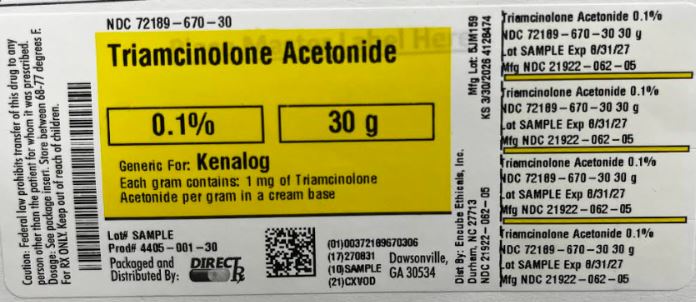 Caution: Federal law prohibits transfer of this drug to any
person other than the patient for whom it was prescribed.
Dosage: See package insert. Store between 68-77 degrees F.
For RX ONLY. Keep out of reach of children.
NDC 72189-670-30
Triamcinolone Acetonide
0.1%
30 g
Generic For: Kenalog
Each gram contains: 1 mg of Triamcinolone
Acetonide per gram in a cream base
Lot# SAMPLE
Prod# 4405-001-30
Packaged and
Distributed By:
DIRECT Rx
(01)00372189670306
(17)270831
(10)SAMPLE
(21)CXVOD
Dawsonville,
GA 30534
Mfg Lot: BJM159
KS 3/30/2026 4128474
Dist By: Encube Ethicals, Inc.
Durham, NC 27713
NDC 21922-062-05
Triamcinolone Acetonide 0.1%
NDC 72189-670-30 30 g
Lot SAMPLE Exp 8/31/27
Mfg NDC 21922-062-05
Triamcinolone Acetonide 0.1%
NDC 72189-670-30 30 g
Lot SAMPLE Exp 8/31/27
Mfg NDC 21922-062-05
Triamcinolone Acetonide 0.1%
NDC 72189-670-30 30 g
Lot SAMPLE Exp 8/31/27
Mfg NDC 21922-062-05
Triamcinolone Acetonide 0.1%
NDC 72189-670-30 30 g
Lot SAMPLE Exp 8/31/27
Mfg NDC 21922-062-05